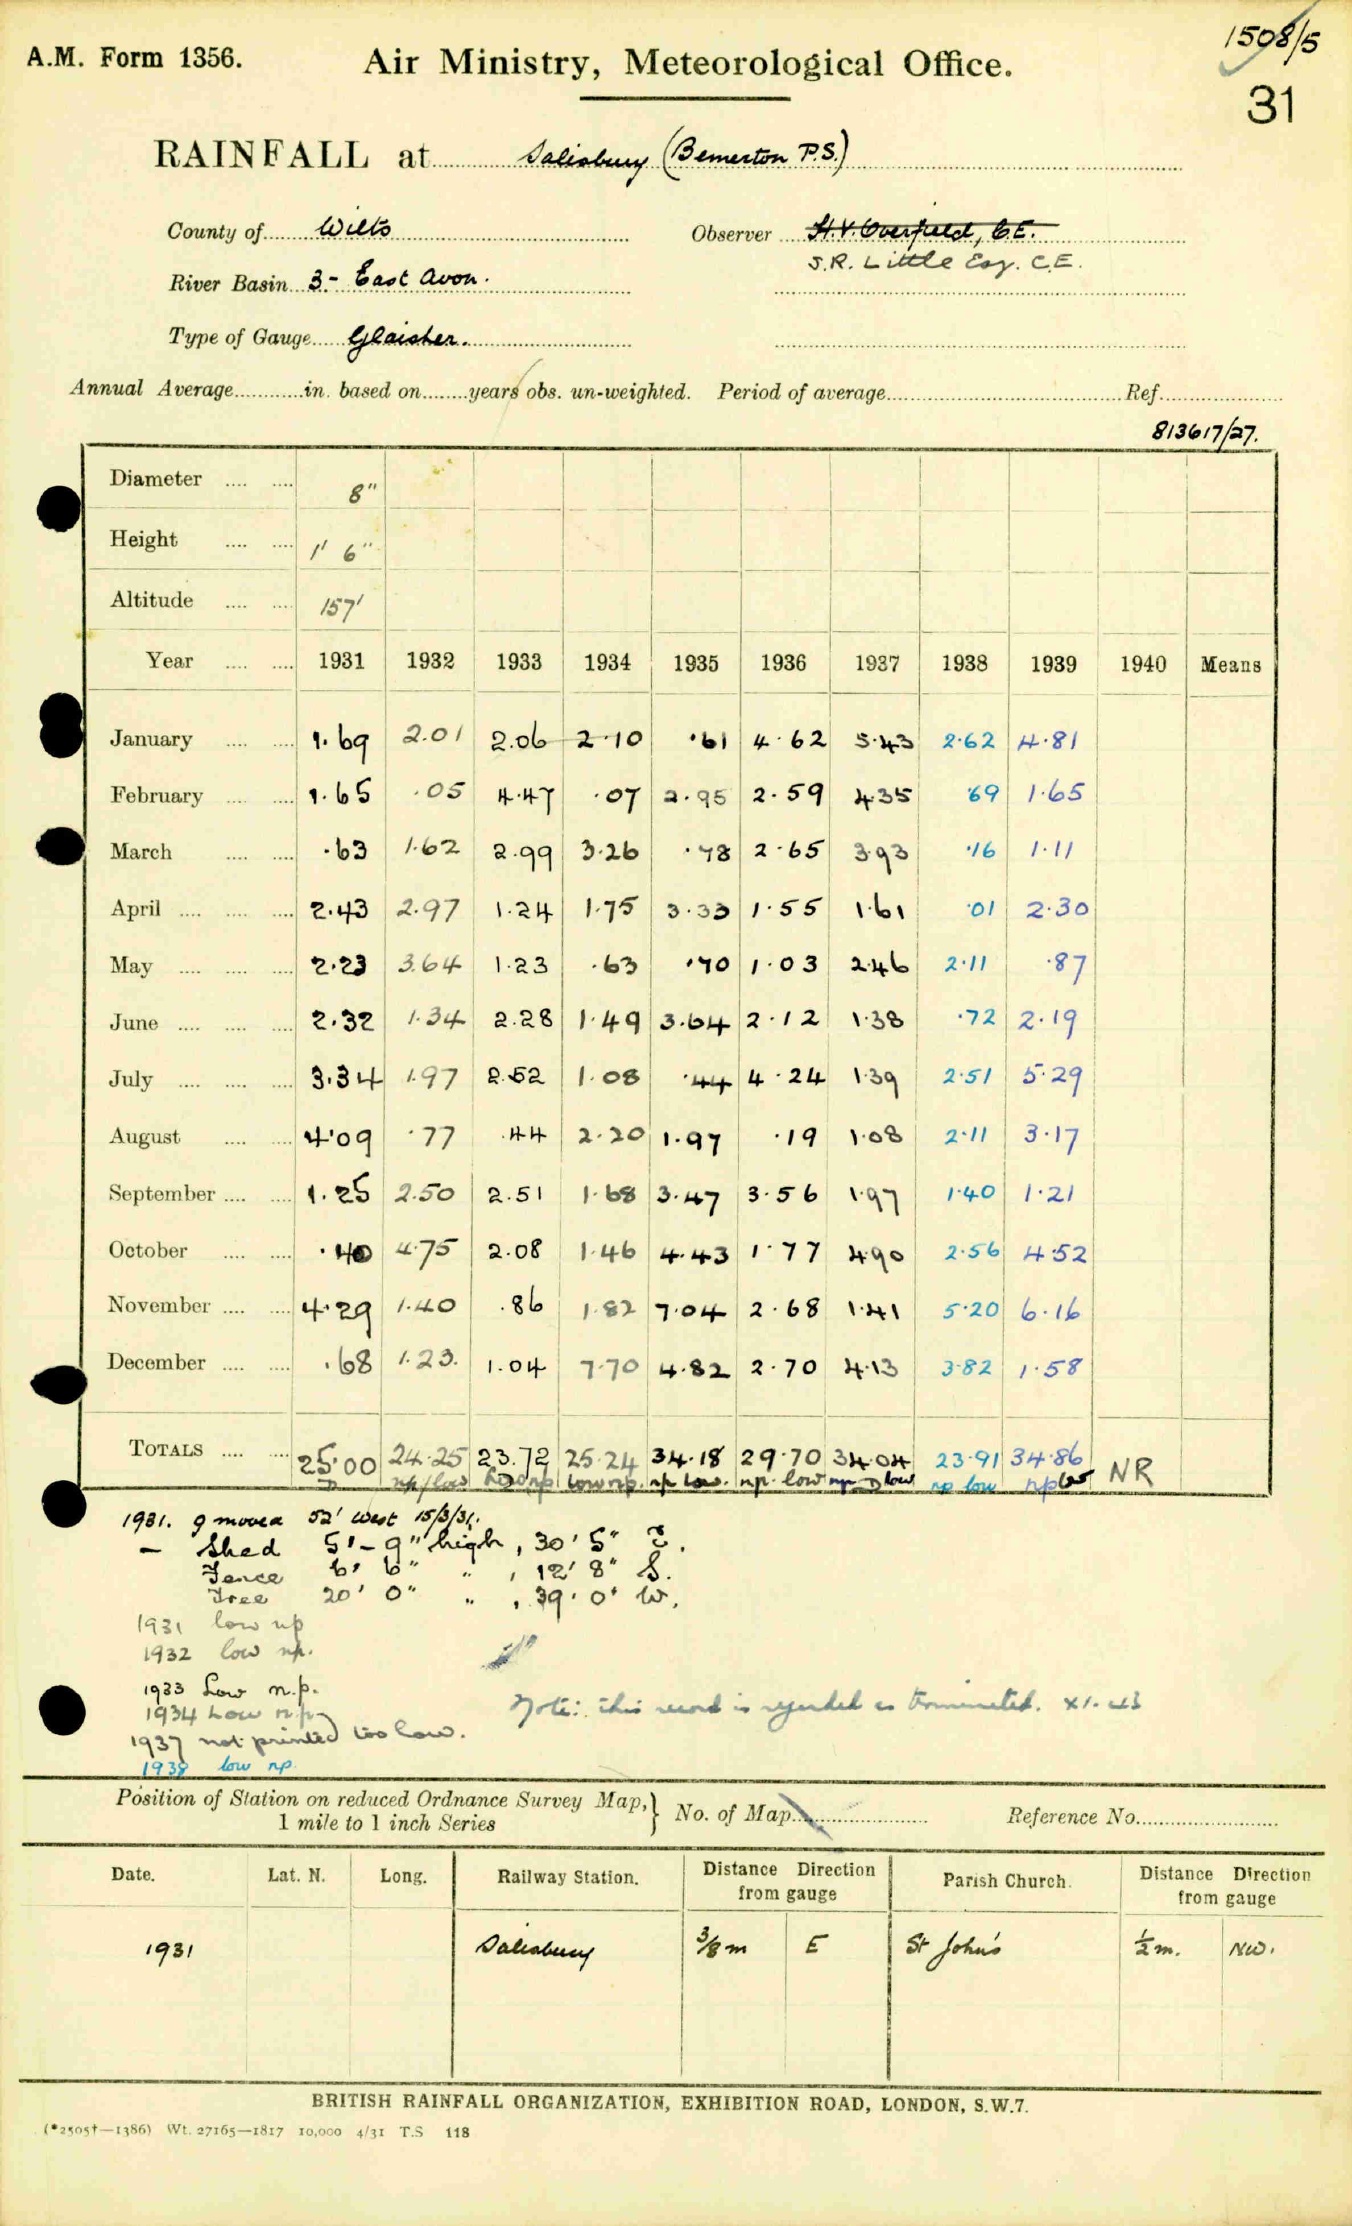 1508/5
A.M. Form 1356. Air Ministry, Meteorological Office.
31
RAINFALL at Salisbury (Bemerton P.S.)
County of Wilts Observer H.V. Overfield, C.E.
J.R. Little Esq. C.E.
River Basin 3- East Avon.
Type of Gauge Glaisher.
Annual Average............in. based on........years obs. un-weighted. Period of average............Ref............
813617/27.
Diameter .... .... 8"
Height .... .... 1' 6"
Altitude .... .... 157'
Year .... .... 1931 1932 1933 1934 1935 1936 1937 1938 1939 1940 Means
January .... .... 1.69 2.01 2.06 2.10 .61 4.62 5.43 2.62 4.81
February .... .... 1.65 .05 4.47 .07 2.95 2.59 4.35 .69 1.65
March .... .... .63 1.62 2.99 3.26 .78 2.65 3.93 .16 1.11
April .... .... .... 2.43 2.97 1.24 1.75 3.33 1.55 1.61 .01 2.30
May .... .... .... 2.23 3.64 1.23 .63 .70 1.03 2.46 2.11 .87
June .... .... .... 2.32 1.34 2.28 1.49 3.64 2.12 1.38 .72 2.19
July .... .... .... 3.34 1.97 2.52 1.08 .44 4.24 1.39 2.51 5.29
August .... .... 4.09 .77 .44 2.20 1.97 .19 1.08 2.11 3.17
September .... .... 1.25 2.50 2.51 1.68 3.47 3.56 1.97 1.40 1.21
October .... .... .40 4.75 2.08 1.46 4.43 1.77 4.90 2.56 4.52
November .... .... 4.29 1.40 .86 1.82 7.04 2.68 1.41 5.20 6.16
December .... .... .68 1.23. 1.04 7.70 4.82 2.70 4.13 3.82 1.58
TOTALS .... .... 25.00 24.25 23.72 25.24 34.18 29.70 34.04 23.91 34.86 NR
np/low low np low np. np low. np. low np low np low np low
1931. g moved 52' West 15/3/31.
— Shed 5'-9" high, 30' 5" E.
Fence 6' 6" " , 12' 8" S.
Tree 20' 0" " , 39' 0" W.
1931 low np
1932 low np.
1933 Low n.p.
1934 Low n.p.
Note: this record is regarded as terminated. XI.43
1937 not printed too low.
1938 low np.
Position of Station on reduced Ordnance Survey Map, 1 mile to 1 inch Series } No. of Map............ Reference No............
Date. Lat. N. Long. Railway Station. Distance Direction from gauge Parish Church. Distance Direction from gauge
1931 Salisbury 3/8 m E St John's 1/2 m. NW.
BRITISH RAINFALL ORGANIZATION, EXHIBITION ROAD, LONDON, S.W.7.
(*2505†—1386) Wt. 27165—1817 10,000 4/31 T.S 118